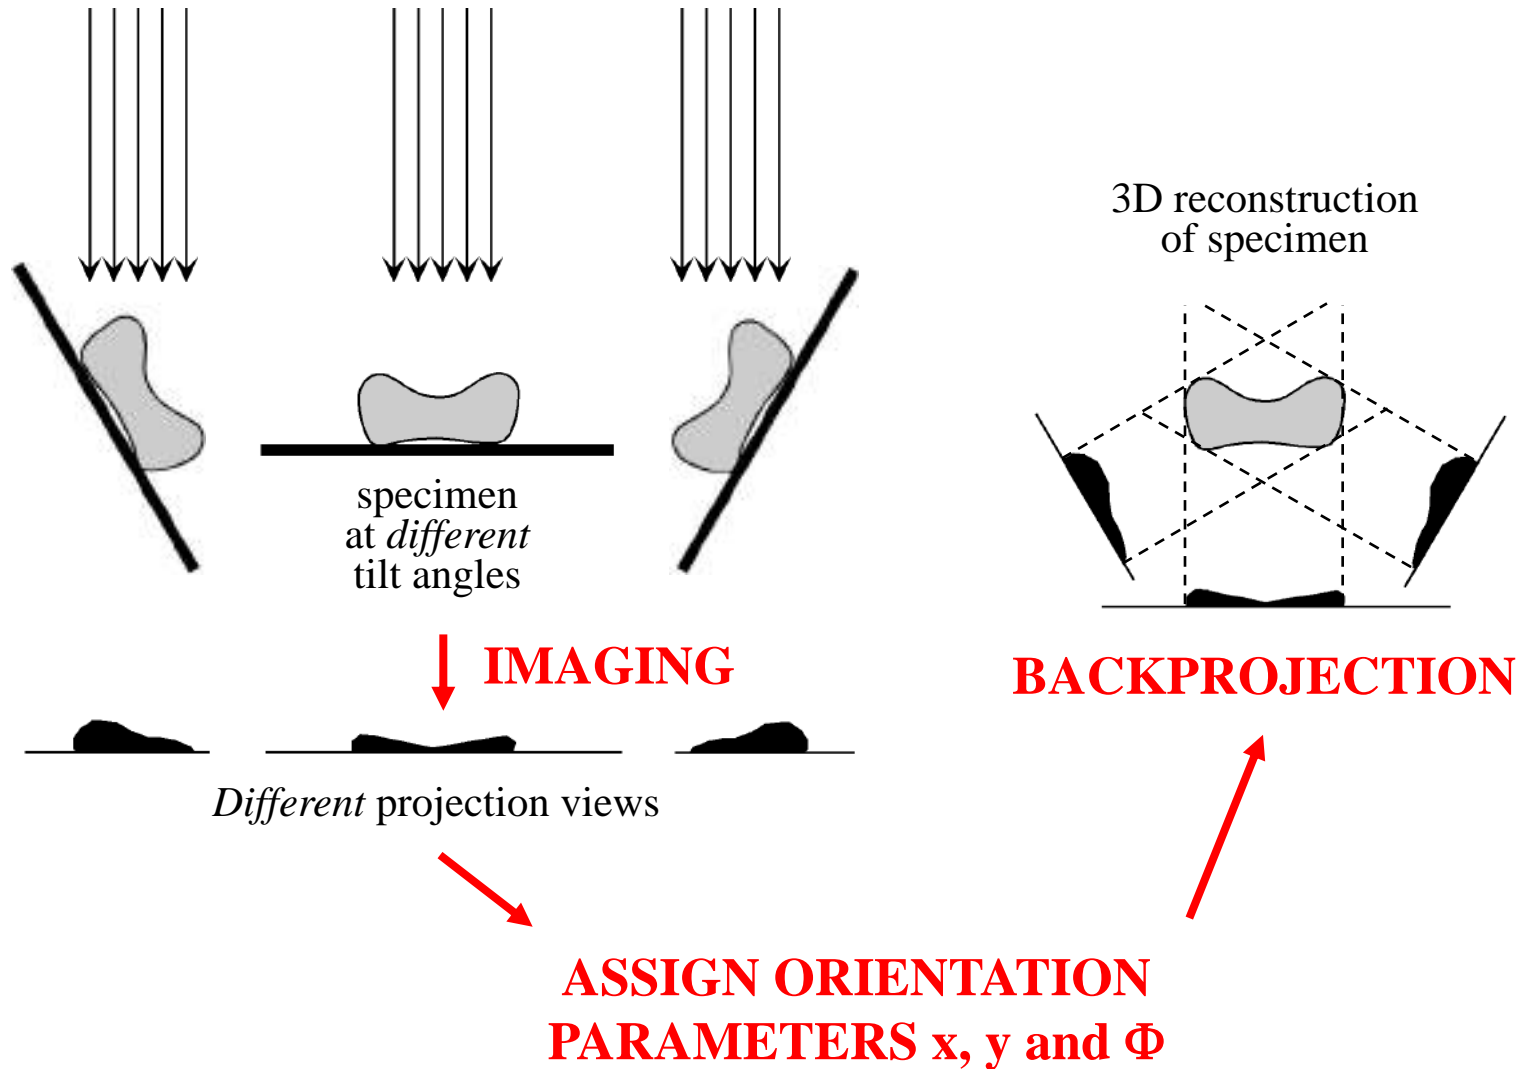 specimen
at different
tilt angles
IMAGING
Different projection views
ASSIGN ORIENTATION
PARAMETERS x, y and Φ
3D reconstruction
of specimen
BACKPROJECTION